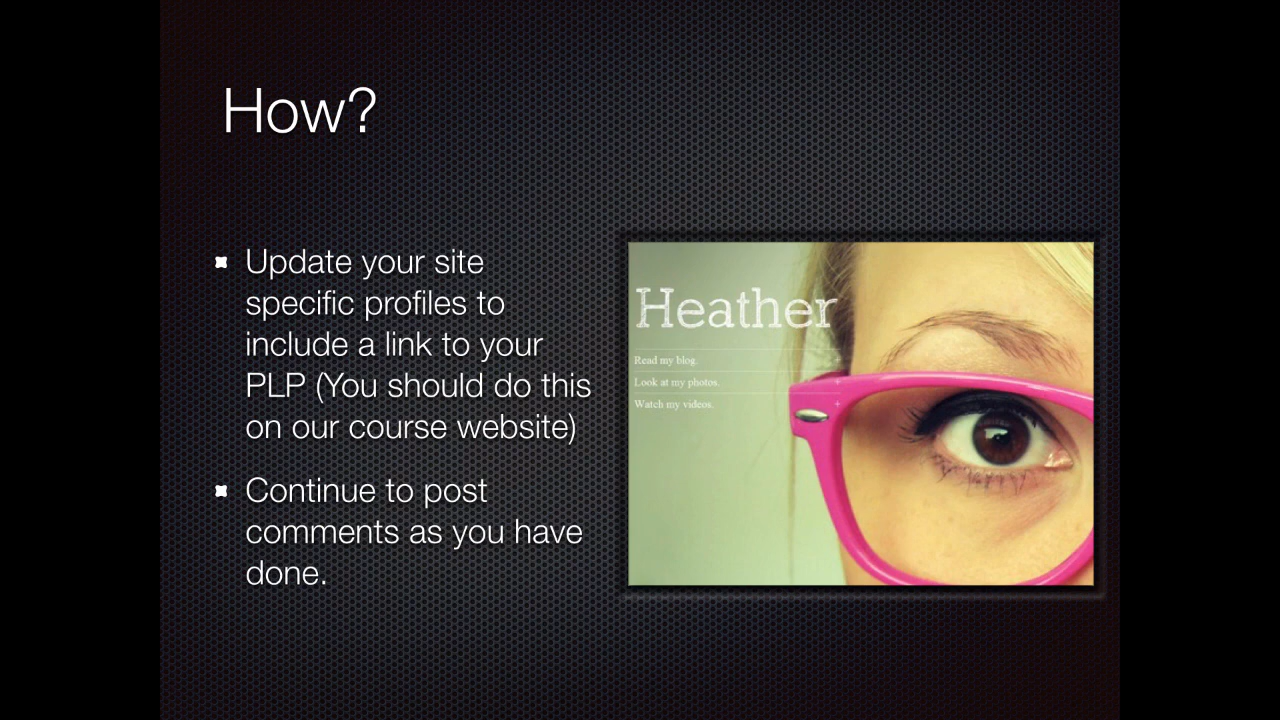 How?
Update your site
specific profiles to
include a link to your
PLP (You should do this
on our course website)
Continue to post
comments as you have
done.
Heather
Read my blog.
Look at my photos.
Watch my videos.